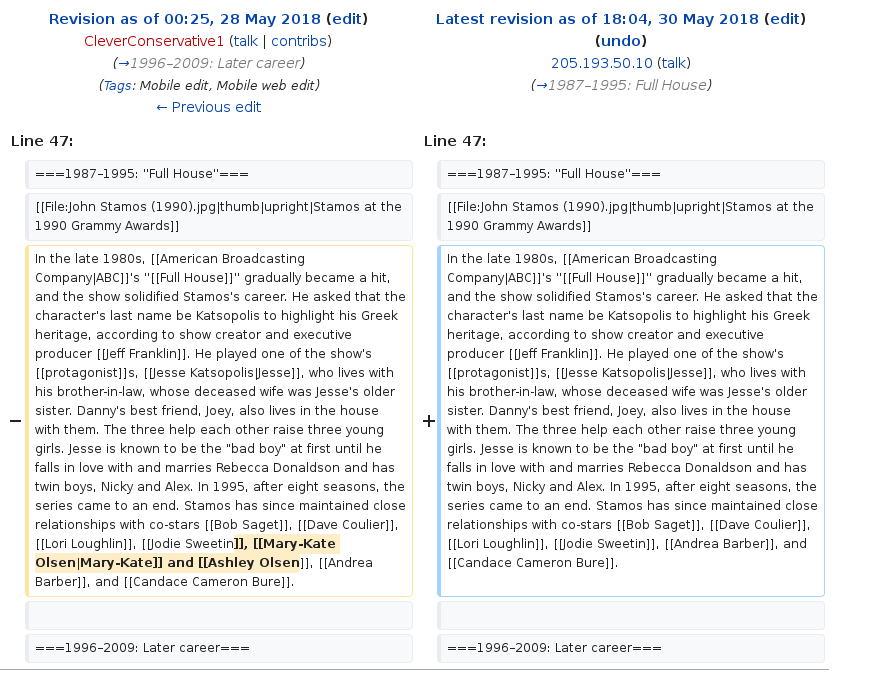 Revision as of 00:25, 28 May 2018 (edit)
CleverConservative1 (talk | contribs)
(→1996–2009: Later career)
(Tags: Mobile edit, Mobile web edit)
← Previous edit
Latest revision as of 18:04, 30 May 2018 (edit)
(undo)
205.193.50.10 (talk)
(→1987–1995: Full House)
Line 47:
===1987–1995: ''Full House''===
[[File:John Stamos (1990).jpg|thumb|upright|Stamos at the
1990 Grammy Awards]]
−
In the late 1980s, [[American Broadcasting
Company|ABC]]'s ''[[Full House]]'' gradually became a hit,
and the show solidified Stamos's career. He asked that the
character's last name be Katsopolis to highlight his Greek
heritage, according to show creator and executive
producer [[Jeff Franklin]]. He played one of the show's
[[protagonist]]s, [[Jesse Katsopolis|Jesse]], who lives with
his brother-in-law, whose deceased wife was Jesse's older
sister. Danny's best friend, Joey, also lives in the house
with them. The three help each other raise three young
girls. Jesse is known to be the "bad boy" at first until he
falls in love with and marries Rebecca Donaldson and has
twin boys, Nicky and Alex. In 1995, after eight seasons, the
series came to an end. Stamos has since maintained close
relationships with co-stars [[Bob Saget]], [[Dave Coulier]],
[[Lori Loughlin]], [[Jodie Sweetin]], [[Mary-Kate
Olsen|Mary-Kate]] and [[Ashley Olsen]], [[Andrea
Barber]], and [[Candace Cameron Bure]].
===1996–2009: Later career===
Line 47:
===1987–1995: ''Full House''===
[[File:John Stamos (1990).jpg|thumb|upright|Stamos at the
1990 Grammy Awards]]
+
In the late 1980s, [[American Broadcasting
Company|ABC]]'s ''[[Full House]]'' gradually became a hit,
and the show solidified Stamos's career. He asked that the
character's last name be Katsopolis to highlight his Greek
heritage, according to show creator and executive
producer [[Jeff Franklin]]. He played one of the show's
[[protagonist]]s, [[Jesse Katsopolis|Jesse]], who lives with
his brother-in-law, whose deceased wife was Jesse's older
sister. Danny's best friend, Joey, also lives in the house
with them. The three help each other raise three young
girls. Jesse is known to be the "bad boy" at first until he
falls in love with and marries Rebecca Donaldson and has
twin boys, Nicky and Alex. In 1995, after eight seasons, the
series came to an end. Stamos has since maintained close
relationships with co-stars [[Bob Saget]], [[Dave Coulier]],
[[Lori Loughlin]], [[Jodie Sweetin]], [[Andrea Barber]], and
[[Candace Cameron Bure]].
===1996–2009: Later career===